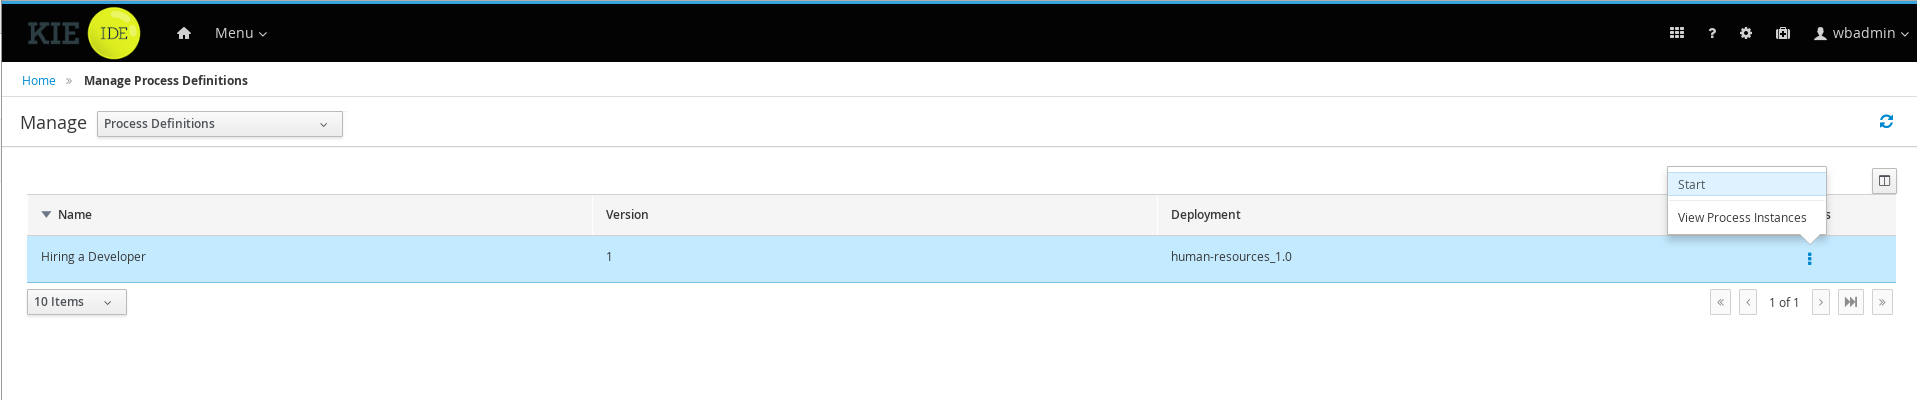 KIE IDE Menu wbadmin
Home » Manage Process Definitions
Manage Process Definitions
Start
Name Version Deployment
View Process Instances s
Hiring a Developer 1 human-resources_1.0
10 Items « ‹ 1 of 1 › »